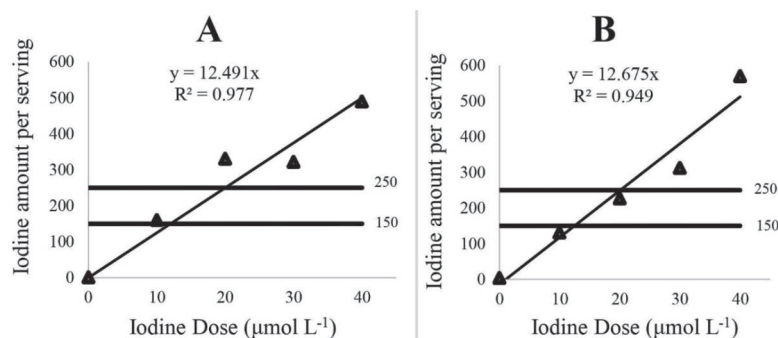 A
y = 12.491x
R² = 0.977
Iodine amount per serving
600
500
400
300
200
100
0
250
150
0 10 20 30 40
Iodine Dose (µmol L⁻¹)
B
y = 12.675x
R² = 0.949
Iodine amount per serving
600
500
400
300
200
100
0
250
150
0 10 20 30 40
Iodine Dose (µmol L⁻¹)